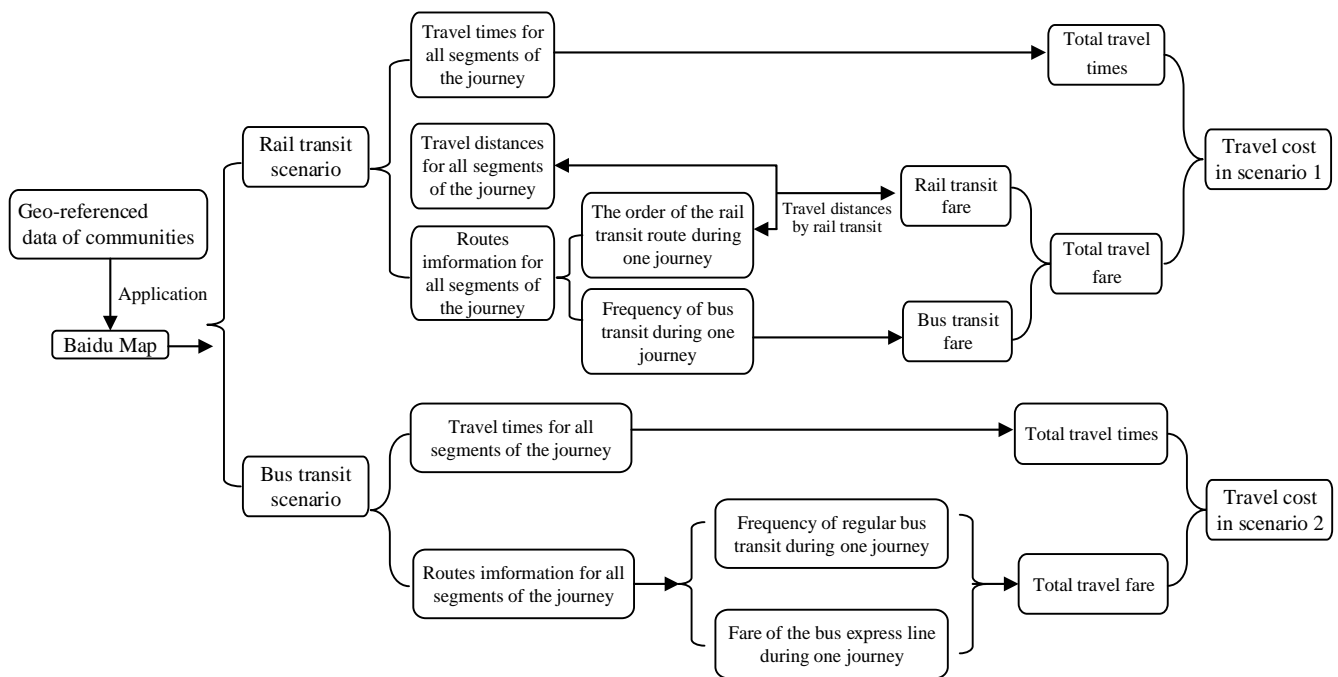 Travel times for
all segments of
the journey
Total travel
times
Rail transit
scenario
Travel distances
for all segments
of the journey
Travel cost
in scenario 1
Geo-referenced
data of communities
The order of the rail
transit route during
one journey
Travel distances
by rail transit
Rail transit
fare
Routes
imformation for
all segments of
the journey
Total travel
fare
Application
Frequency of bus
transit during one
journey
Bus transit
fare
Baidu Map
Travel times for all
segments of the journey
Total travel times
Bus transit
scenario
Travel cost
in scenario 2
Frequency of regular bus
transit during one journey
Routes imformation for all
segments of the journey
Total travel fare
Fare of the bus express line
during one journey